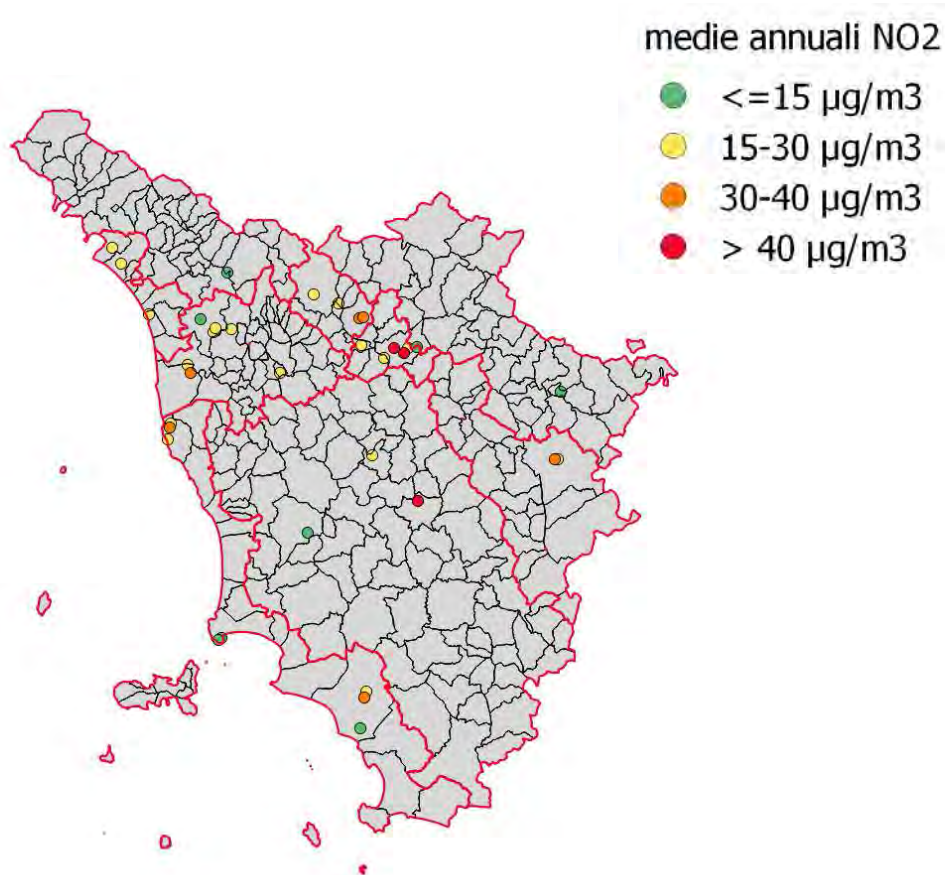 medie annuali NO2
<=15 µg/m3
15-30 µg/m3
30-40 µg/m3
> 40 µg/m3